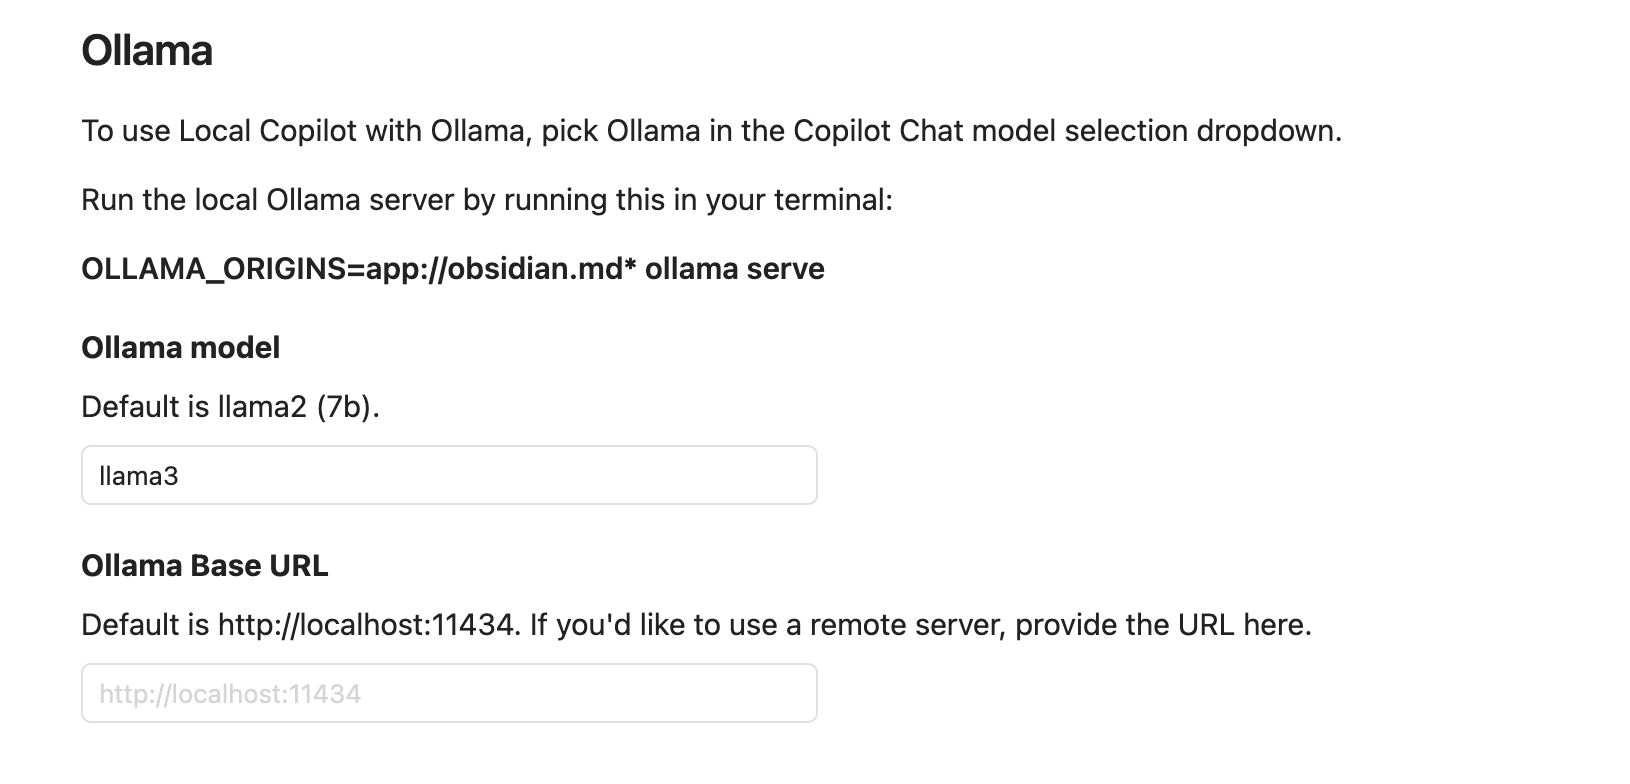 Ollama
To use Local Copilot with Ollama, pick Ollama in the Copilot Chat model selection dropdown.
Run the local Ollama server by running this in your terminal:
OLLAMA_ORIGINS=app://obsidian.md* ollama serve
Ollama model
Default is llama2 (7b).
llama3
Ollama Base URL
Default is http://localhost:11434. If you'd like to use a remote server, provide the URL here.
http://localhost:11434